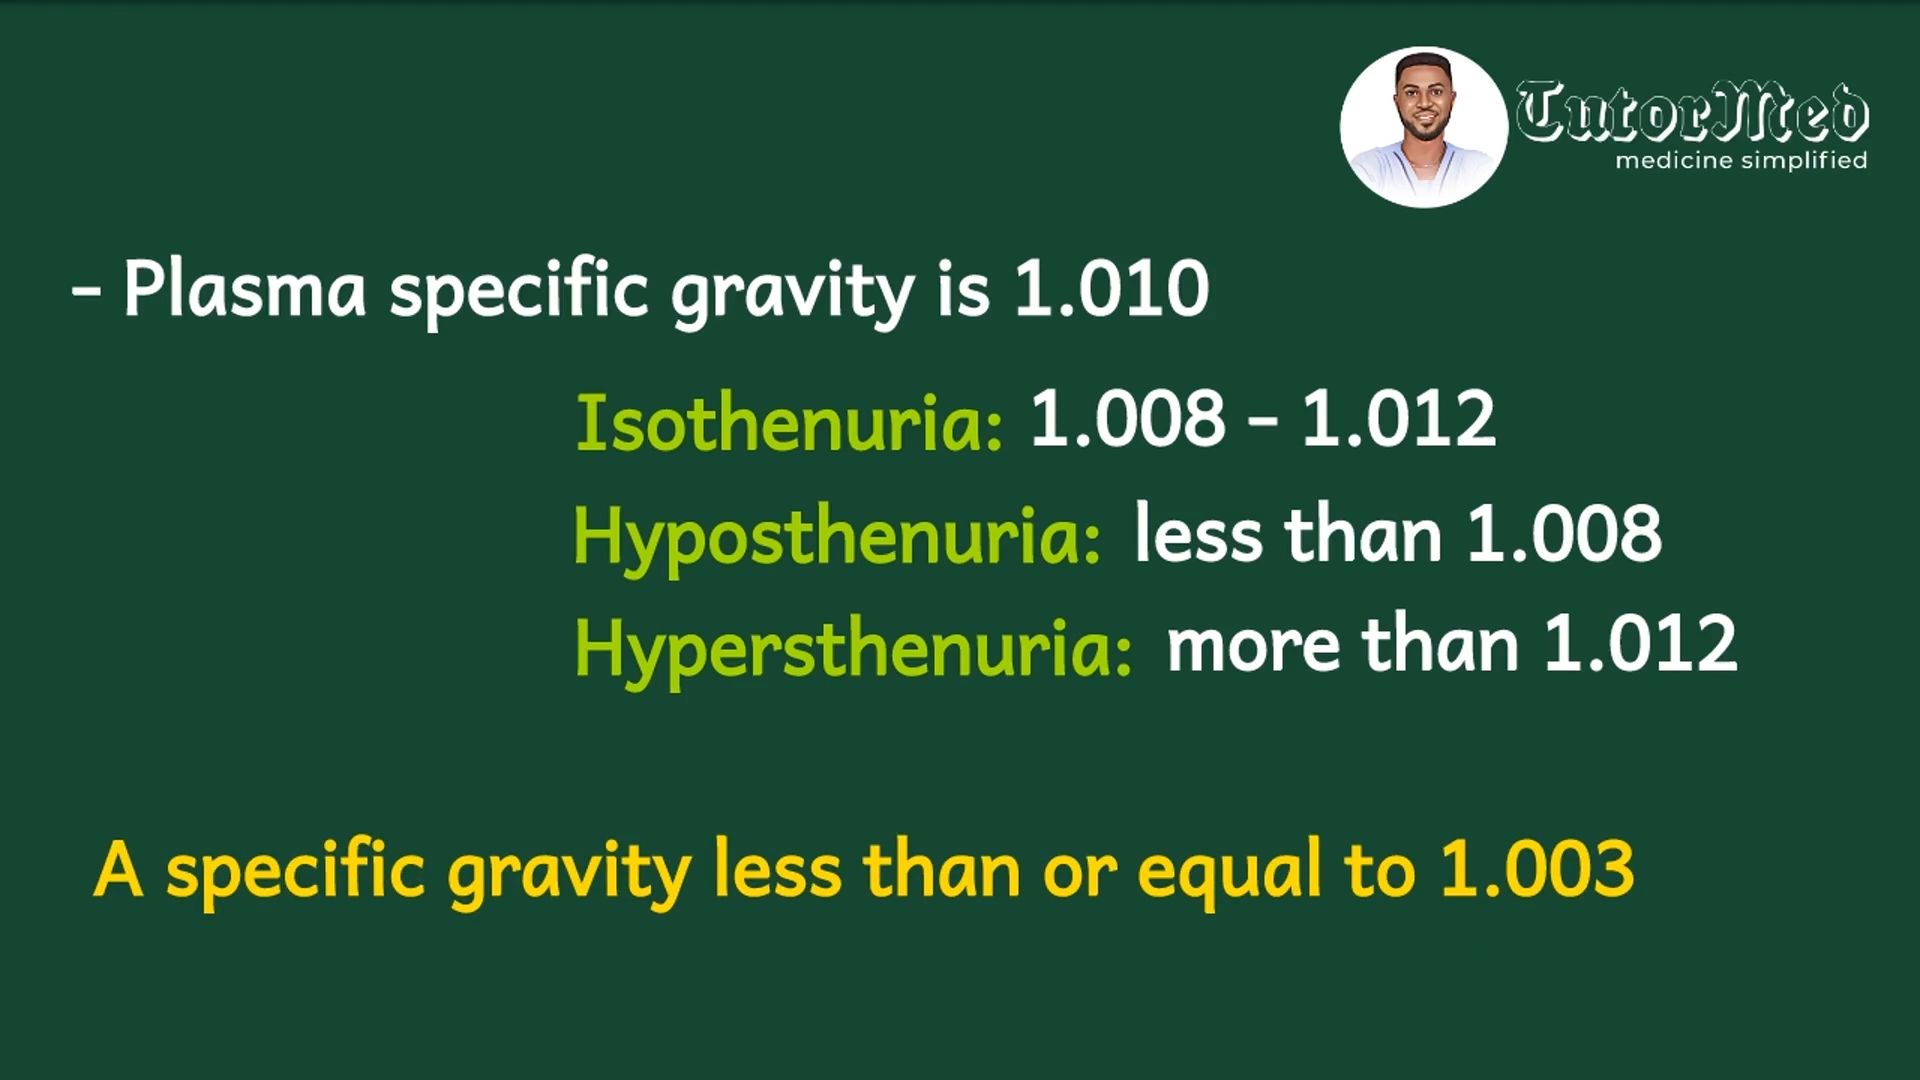 TutorMed
medicine simplified
- Plasma specific gravity is 1.010
Isothenuria: 1.008 - 1.012
Hyposthenuria: less than 1.008
Hypersthenuria: more than 1.012
A specific gravity less than or equal to 1.003